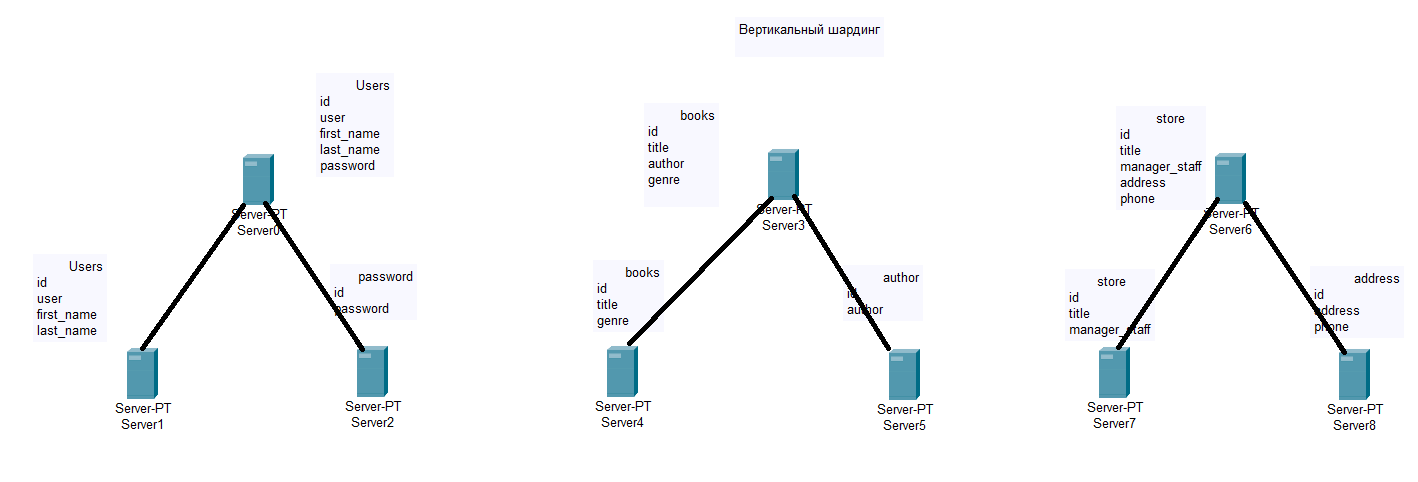 Вертикальный шардинг
Users
id
user
first_name
last_name
password
Server-PT
Server0
Users
id
user
first_name
last_name
Server-PT
Server1
password
id
password
Server-PT
Server2
books
id
title
author
genre
Server-PT
Server3
books
id
title
genre
Server-PT
Server4
author
id
author
Server-PT
Server5
store
id
title
manager_staff
address
phone
Server-PT
Server6
store
id
title
manager_staff
Server-PT
Server7
address
id
address
phone
Server-PT
Server8